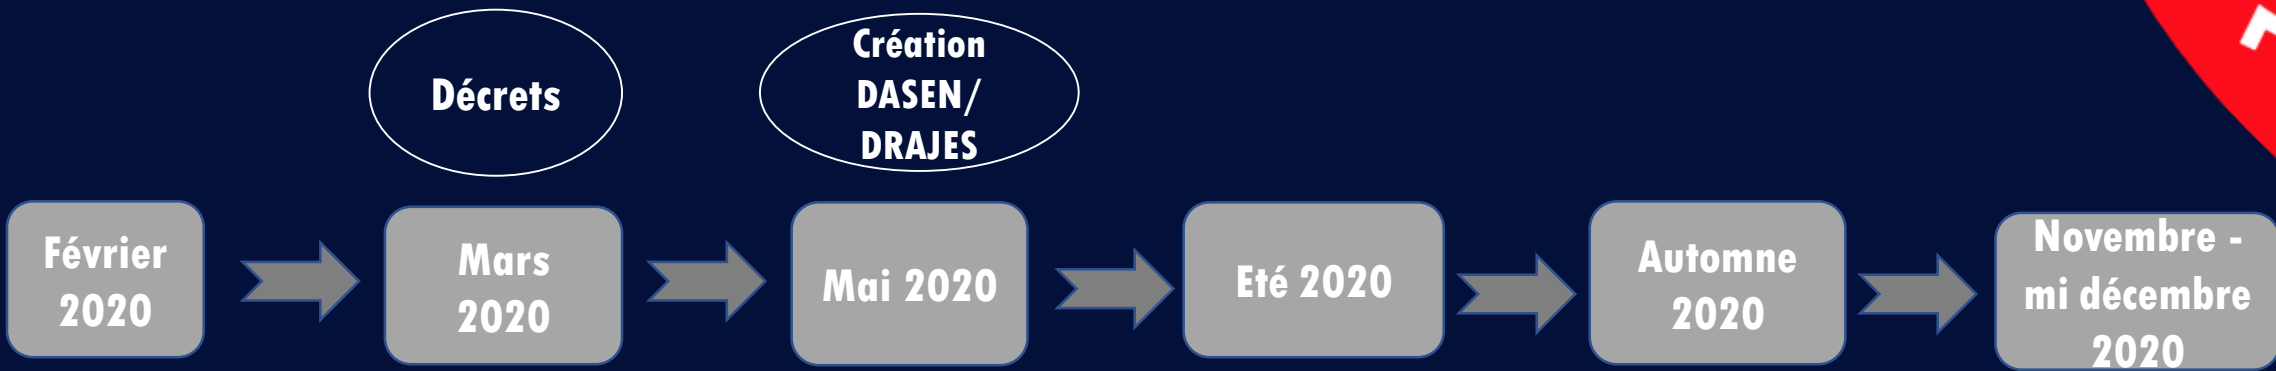 Décrets
Création
DASEN/
DRAJES
Février
2020
Mars
2020
Mai 2020
Eté 2020
Automne
2020
Novembre -
mi décembre
2020